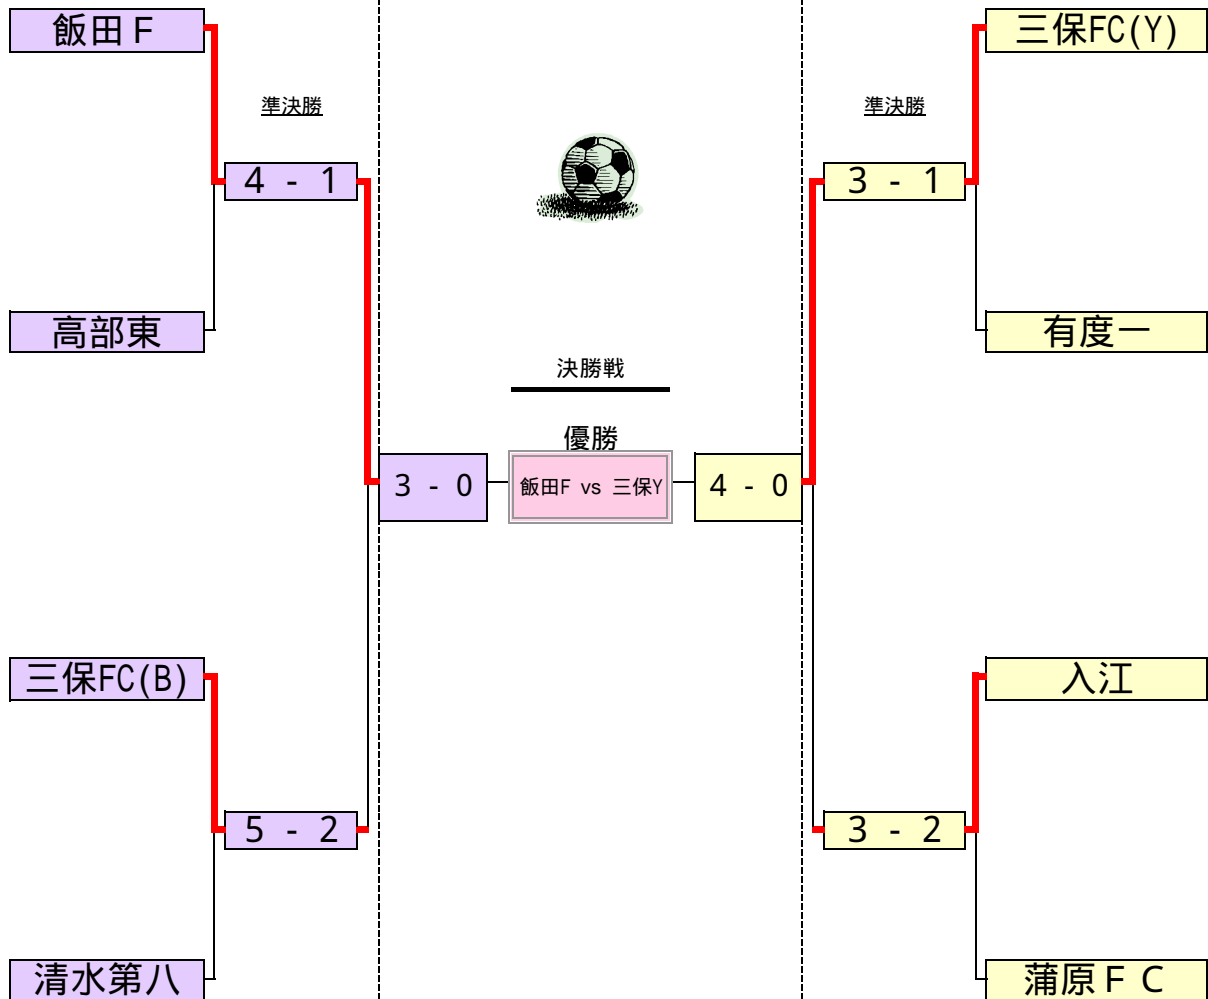 飯田Ｆ
三保FC(Y)
準決勝
準決勝
4 - 1
3 - 1
高部東
有度一
決勝戦
優勝
3 - 0
飯田F vs 三保Y
4 - 0
三保FC(B)
入江
5 - 2
3 - 2
清水第八
蒲原ＦＣ